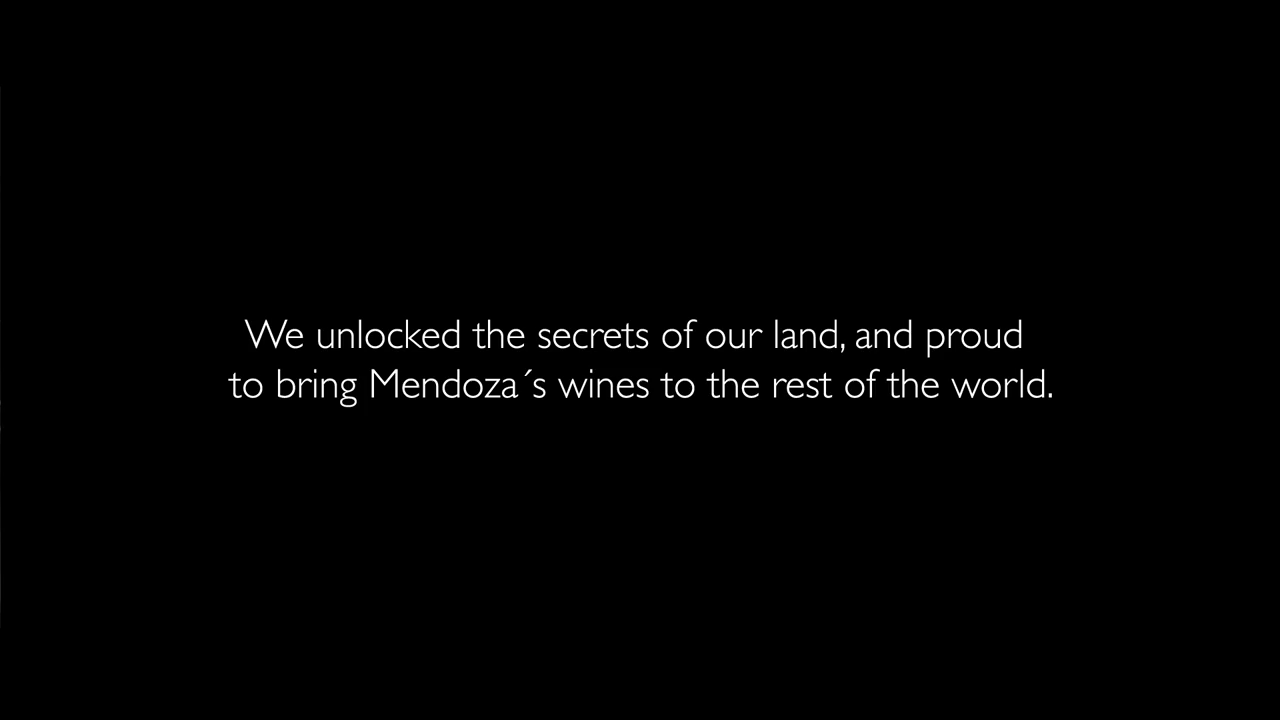 We unlocked the secrets of our land, and proud
to bring Mendoza´s wines to the rest of the world.